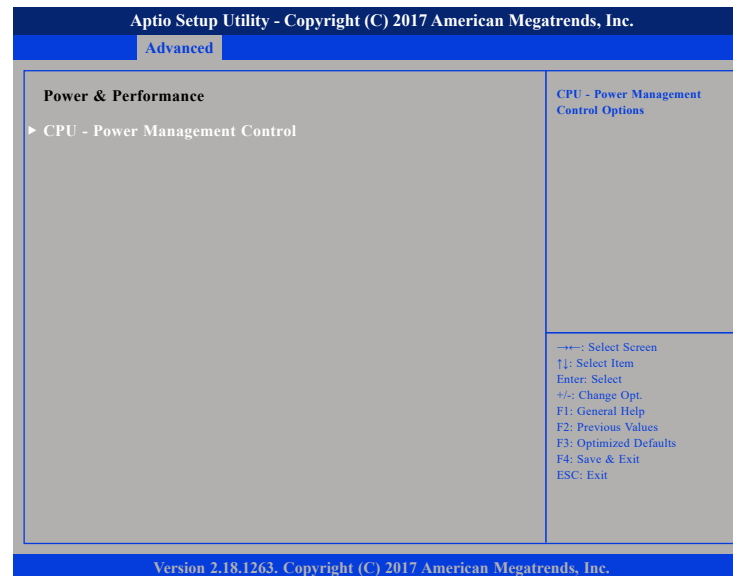 Aptio Setup Utility - Copyright (C) 2017 American Megatrends, Inc.
Advanced
Power & Performance
▶ CPU - Power Management Control
CPU - Power Management
Control Options
→←: Select Screen
↑↓: Select Item
Enter: Select
+/-: Change Opt.
F1: General Help
F2: Previous Values
F3: Optimized Defaults
F4: Save & Exit
ESC: Exit
Version 2.18.1263. Copyright (C) 2017 American Megatrends, Inc.